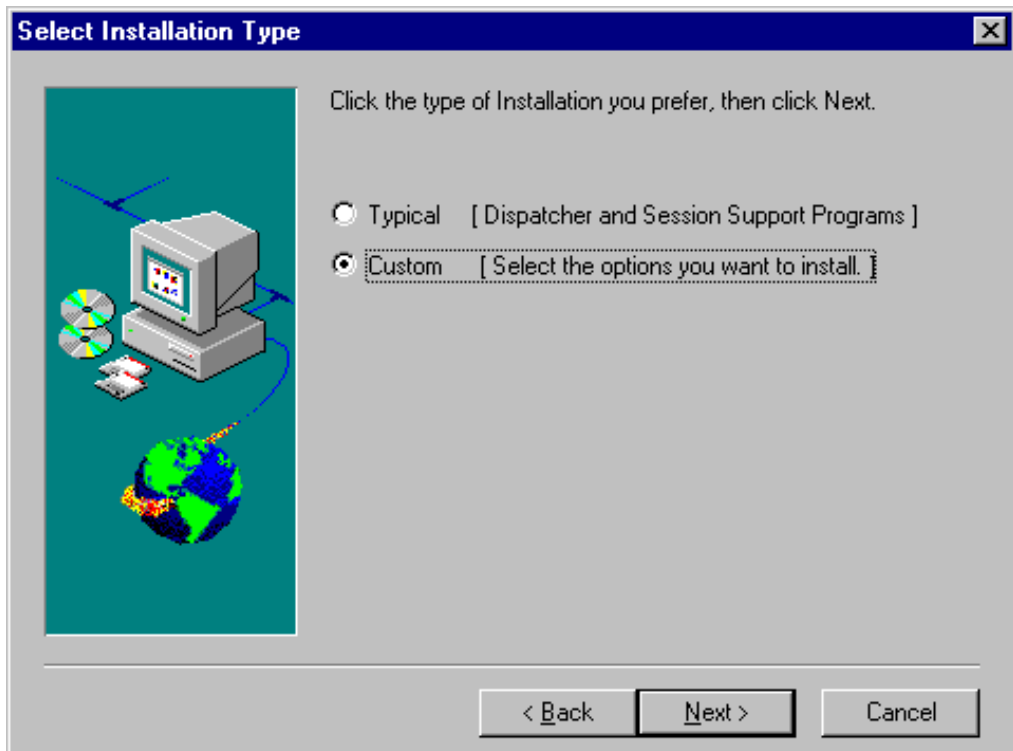 Select Installation Type
Click the type of Installation you prefer, then click Next.
Typical [ Dispatcher and Session Support Programs ]
Custom [ Select the options you want to install. ]
< Back Next > Cancel